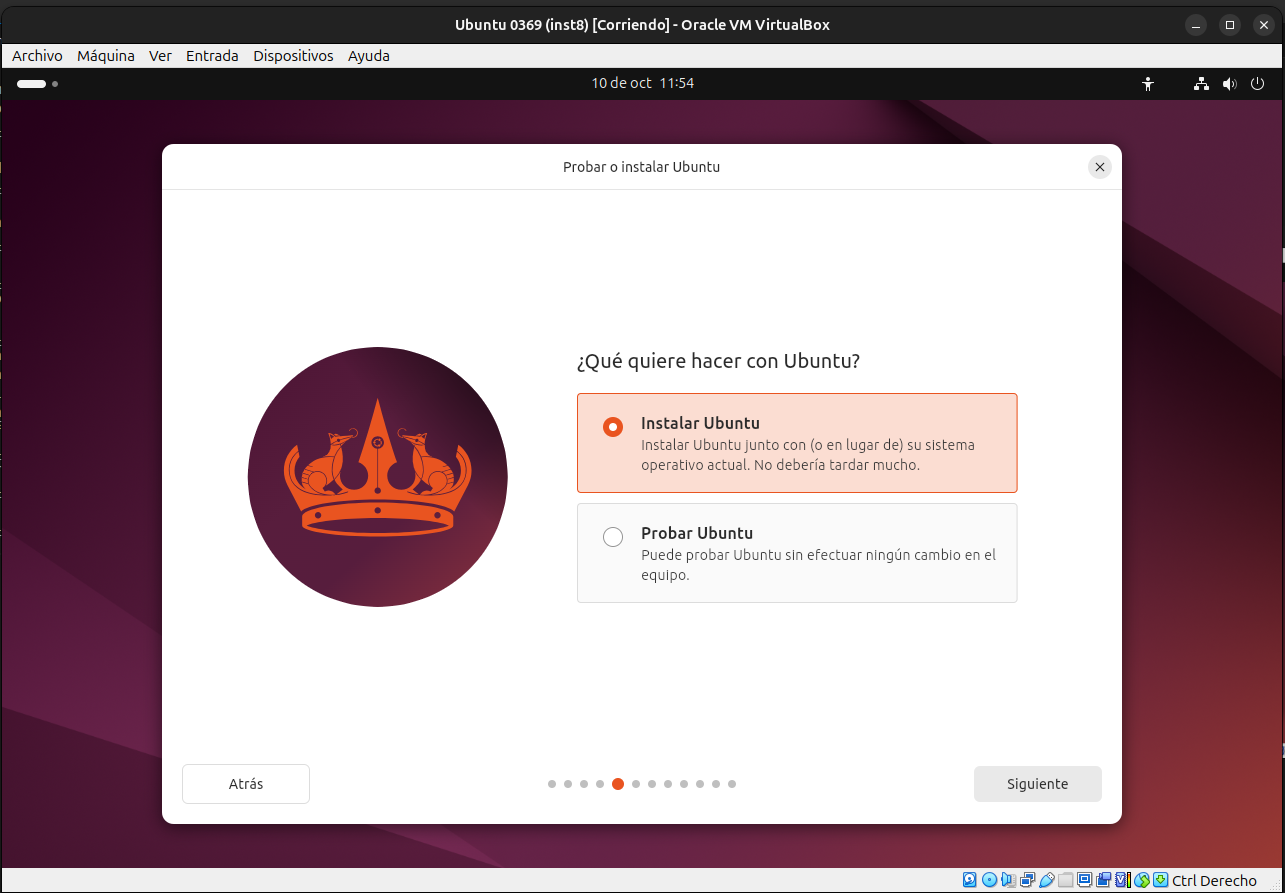 Ubuntu 0369 (inst8) [Corriendo] - Oracle VM VirtualBox
Archivo Máquina Ver Entrada Dispositivos Ayuda
10 de oct 11:54
Probar o instalar Ubuntu
¿Qué quiere hacer con Ubuntu?
Instalar Ubuntu
Instalar Ubuntu junto con (o en lugar de) su sistema
operativo actual. No debería tardar mucho.
Probar Ubuntu
Puede probar Ubuntu sin efectuar ningún cambio en el
equipo.
Atrás
Siguiente
Ctrl Derecho